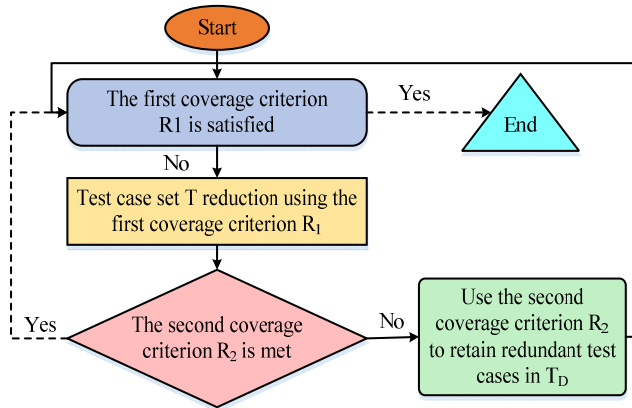 Start
The first coverage criterion
R1 is satisfied
Yes
End
No
Test case set T reduction using the
first coverage criterion R₁
The second coverage
criterion R₂ is met
Yes
No
Use the second
coverage criterion R₂
to retain redundant test
cases in T_D